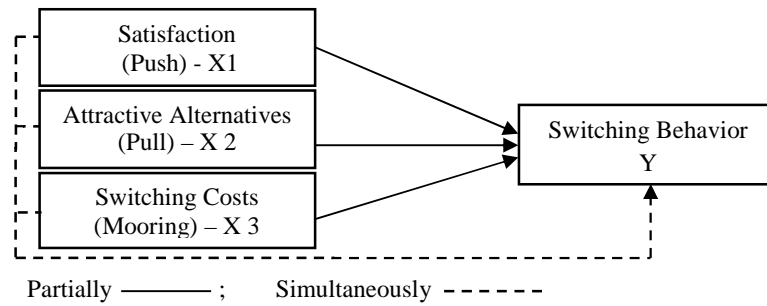 Satisfaction
(Push) - X1
Attractive Alternatives
(Pull) – X 2
Switching Costs
(Mooring) – X 3
Switching Behavior
Y
Partially ; Simultaneously